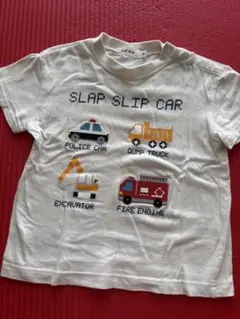 SLAP SLIP CAR
POLICE CAR
DUMP TRUCK
EXCAVATOR
FIRE ENGINE